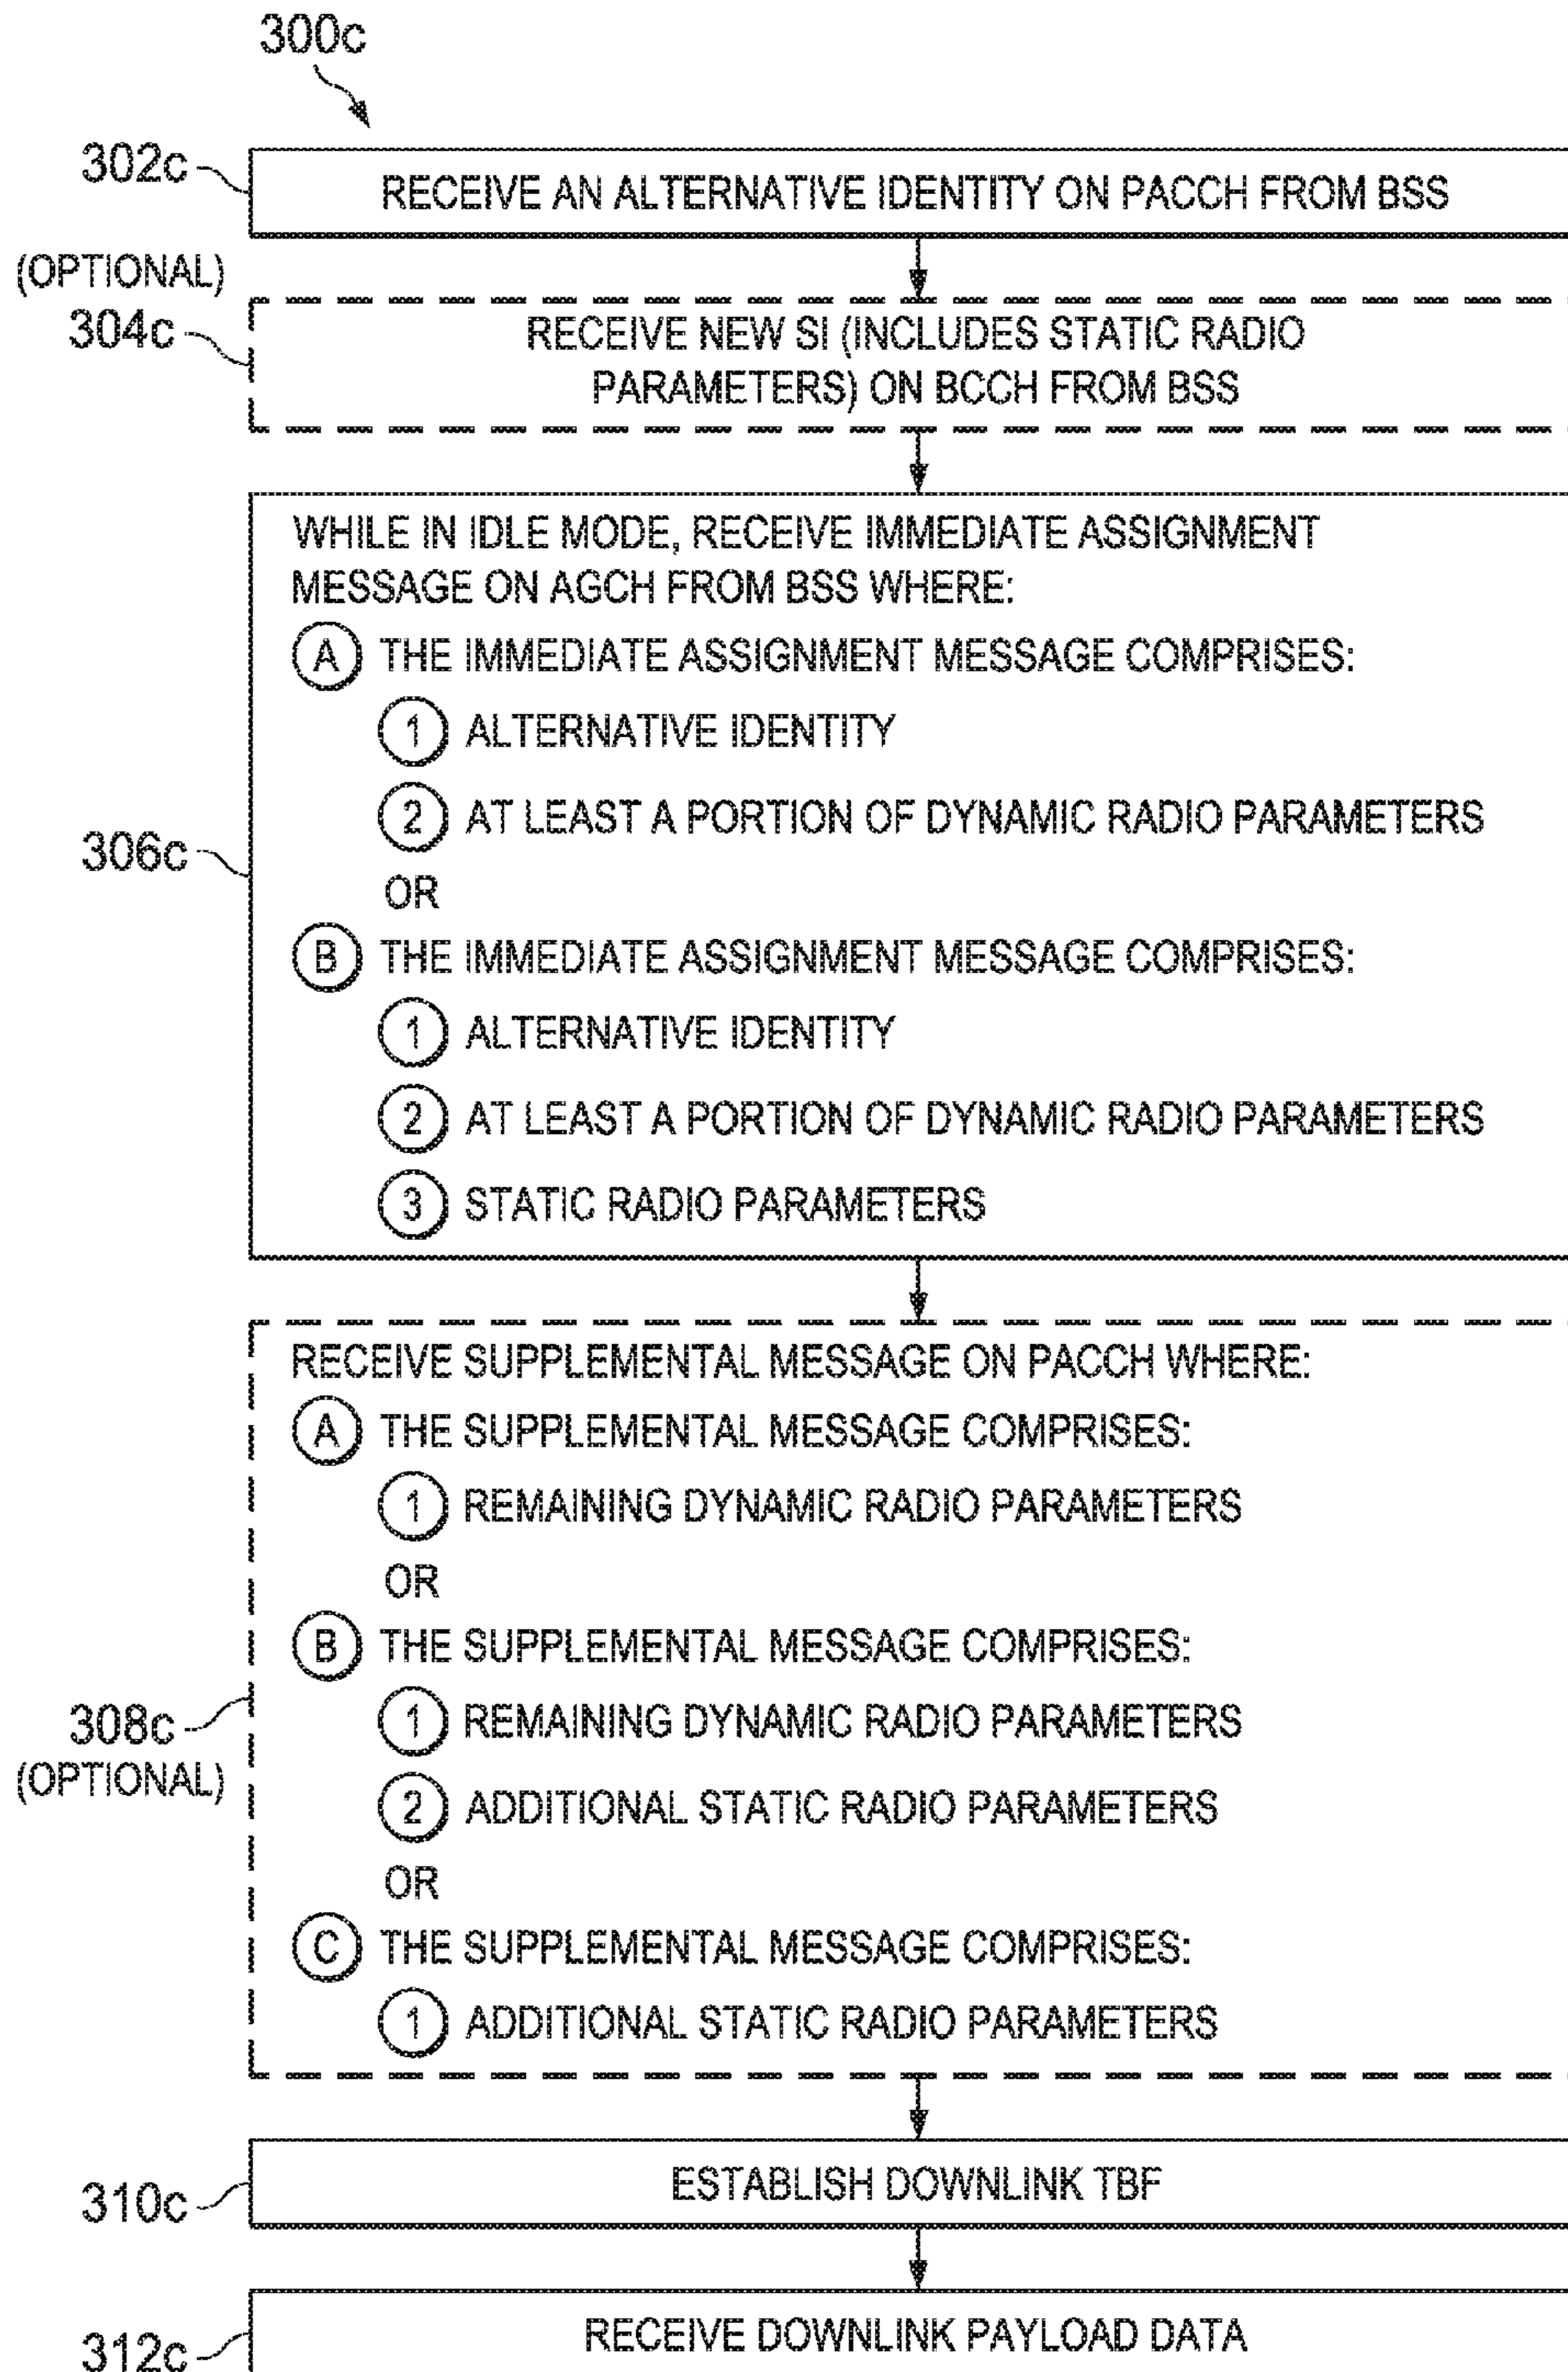 300c
302c
RECEIVE AN ALTERNATIVE IDENTITY ON PACCH FROM BSS
(OPTIONAL)
304c
RECEIVE NEW SI (INCLUDES STATIC RADIO
PARAMETERS) ON BCCH FROM BSS
306c
WHILE IN IDLE MODE, RECEIVE IMMEDIATE ASSIGNMENT
MESSAGE ON AGCH FROM BSS WHERE:
A THE IMMEDIATE ASSIGNMENT MESSAGE COMPRISES:
1 ALTERNATIVE IDENTITY
2 AT LEAST A PORTION OF DYNAMIC RADIO PARAMETERS
OR
B THE IMMEDIATE ASSIGNMENT MESSAGE COMPRISES:
1 ALTERNATIVE IDENTITY
2 AT LEAST A PORTION OF DYNAMIC RADIO PARAMETERS
3 STATIC RADIO PARAMETERS
308c
(OPTIONAL)
RECEIVE SUPPLEMENTAL MESSAGE ON PACCH WHERE:
A THE SUPPLEMENTAL MESSAGE COMPRISES:
1 REMAINING DYNAMIC RADIO PARAMETERS
OR
B THE SUPPLEMENTAL MESSAGE COMPRISES:
1 REMAINING DYNAMIC RADIO PARAMETERS
2 ADDITIONAL STATIC RADIO PARAMETERS
OR
C THE SUPPLEMENTAL MESSAGE COMPRISES:
1 ADDITIONAL STATIC RADIO PARAMETERS
310c
ESTABLISH DOWNLINK TBF
312c
RECEIVE DOWNLINK PAYLOAD DATA